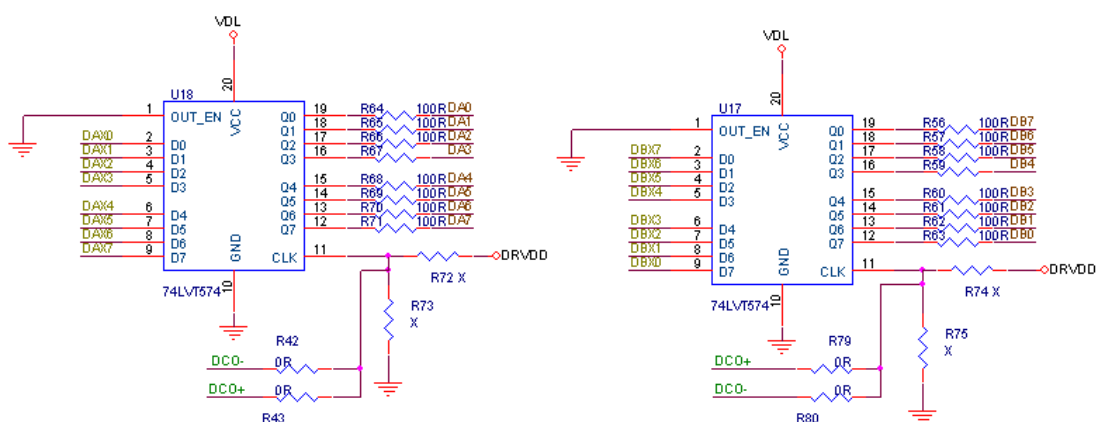 VDL
20
U18
1 OUT_EN VCC Q0 19 R64 100R DA0
Q1 18 R65 100R DA1
DAX0 2 D0 Q2 17 R66 100R DA2
DAX1 3 D1 Q3 16 R67 DA3
DAX2 4 D2
DAX3 5 D3 Q4 15 R68 100R DA4
Q5 14 R69 100R DA5
DAX4 6 D4 Q6 13 R70 100R DA6
DAX5 7 D5 Q7 12 R71 100R DA7
DAX6 8 D6 GND
DAX7 9 D7 CLK 11 DRVDD
R72 X
10
74LVT574
R73
X
R42
DCO- 0R
DCO+ 0R
R43
VDL
20
U17
1 OUT_EN VCC Q0 19 R56 100R DB7
Q1 18 R57 100R DB6
DBX7 2 D0 Q2 17 R58 100R DB5
DBX6 3 D1 Q3 16 R59 DB4
DBX5 4 D2
DBX4 5 D3 Q4 15 R60 100R DB3
Q5 14 R61 100R DB2
DBX3 6 D4 Q6 13 R62 100R DB1
DBX2 7 D5 Q7 12 R63 100R DB0
DBX1 8 D6 GND
DBX0 9 D7 CLK 11 DRVDD
R74 X
10
74LVT574
R75
X
R79
DCO+ 0R
DCO- 0R
R80